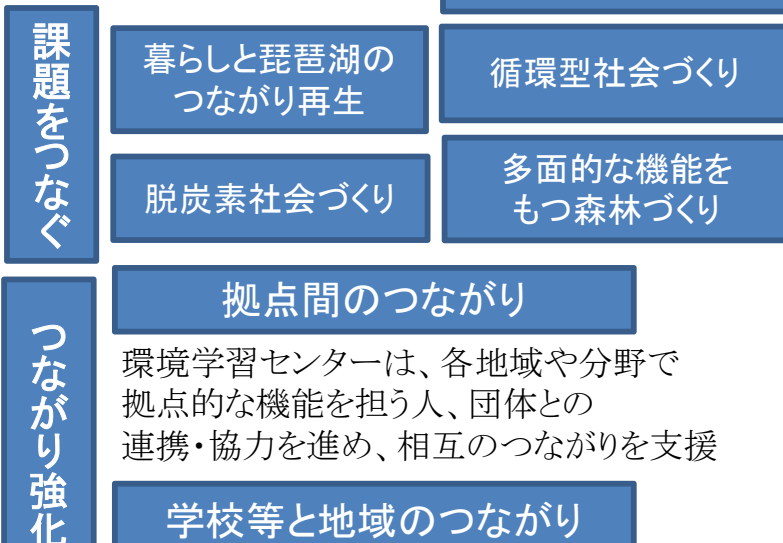 課題をつなぐ
暮らしと琵琶湖の
つながり再生
循環型社会づくり
脱炭素社会づくり
多面的な機能を
もつ森林づくり
つながり強化
拠点間のつながり
環境学習センターは、各地域や分野で
拠点的な機能を担う人、団体との
連携・協力を進め、相互のつながりを支援
学校等と地域のつながり